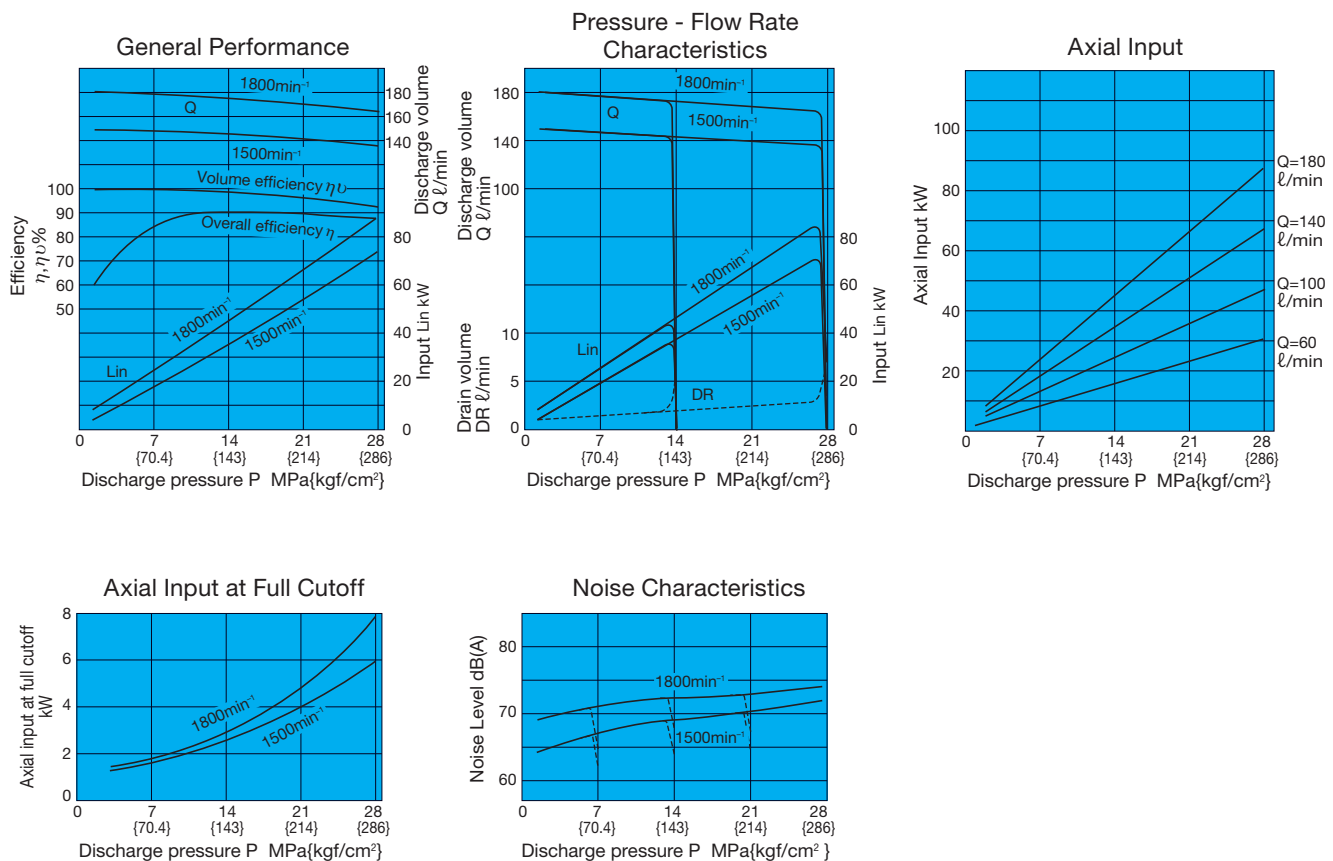 General Performance
1800min⁻¹
Q
1500min⁻¹
Volume efficiency ηυ
Overall efficiency η
1800min⁻¹
1500min⁻¹
Lin
Efficiency
η,ηυ%
100
90
80
70
60
50
180
160
140
Discharge volume
Q ℓ/min
80
60
40
20
0
Input Lin kW
0 7 14 21 28
{70.4} {143} {214} {286}
Discharge pressure P MPa{kgf/cm²}
Pressure - Flow Rate
Characteristics
1800min⁻¹
Q
1500min⁻¹
1800min⁻¹
1500min⁻¹
Lin
DR
180
140
100
Discharge volume
Q ℓ/min
10
5
0
Drain volume
DR ℓ/min
80
60
40
20
0
Input Lin kW
0 7 14 21 28
{70.4} {143} {214} {286}
Discharge pressure P MPa{kgf/cm²}
Axial Input
100
80
60
40
20
Axial Input kW
Q=180
ℓ/min
Q=140
ℓ/min
Q=100
ℓ/min
Q=60
ℓ/min
0 7 14 21 28
{70.4} {143} {214} {286}
Discharge pressure P MPa{kgf/cm²}
Axial Input at Full Cutoff
8
6
4
2
0
Axial input at full cutoff
kW
1800min⁻¹
1500min⁻¹
0 7 14 21 28
{70.4} {143} {214} {286}
Discharge pressure P MPa{kgf/cm² }
Noise Characteristics
80
70
60
Noise Level dB(A)
1800min⁻¹
1500min⁻¹
0 7 14 21 28
{70.4} {143} {214} {286}
Discharge pressure P MPa{kgf/cm² }